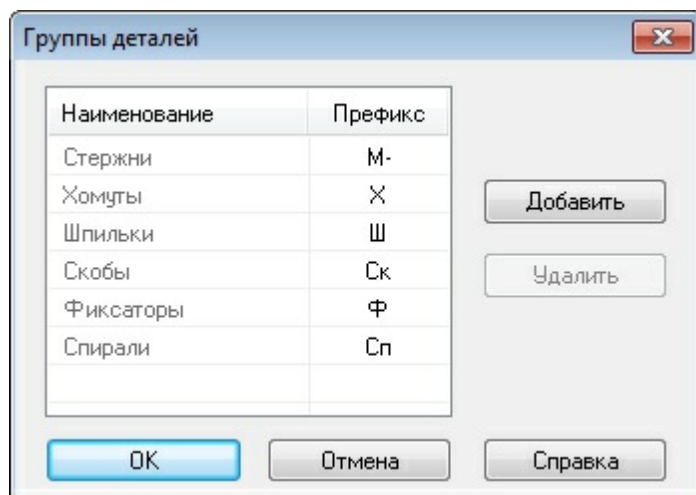 Группы деталей
Наименование Префикс
Стержни М-
Хомуты Х
Шпильки Ш
Скобы Ск
Фиксаторы Ф
Спирали Сп
Добавить
Удалить
OK Отмена Справка